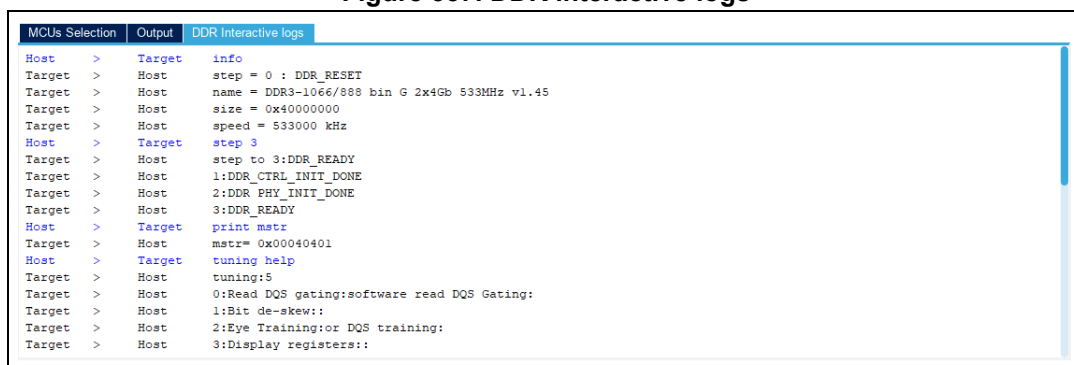 MCUs Selection Output DDR Interactive logs
Host > Target info
Target > Host step = 0 : DDR_RESET
Target > Host name = DDR3-1066/888 bin G 2x4Gb 533MHz v1.45
Target > Host size = 0x40000000
Target > Host speed = 533000 kHz
Host > Target step 3
Target > Host step to 3:DDR_READY
Target > Host 1:DDR_CTRL_INIT_DONE
Target > Host 2:DDR PHY_INIT_DONE
Target > Host 3:DDR_READY
Host > Target print mstr
Target > Host mstr= 0x00040401
Host > Target tuning help
Target > Host tuning:5
Target > Host 0:Read DQS gating:software read DQS Gating:
Target > Host 1:Bit de-skew::
Target > Host 2:Eye Training:or DQS training:
Target > Host 3:Display registers::